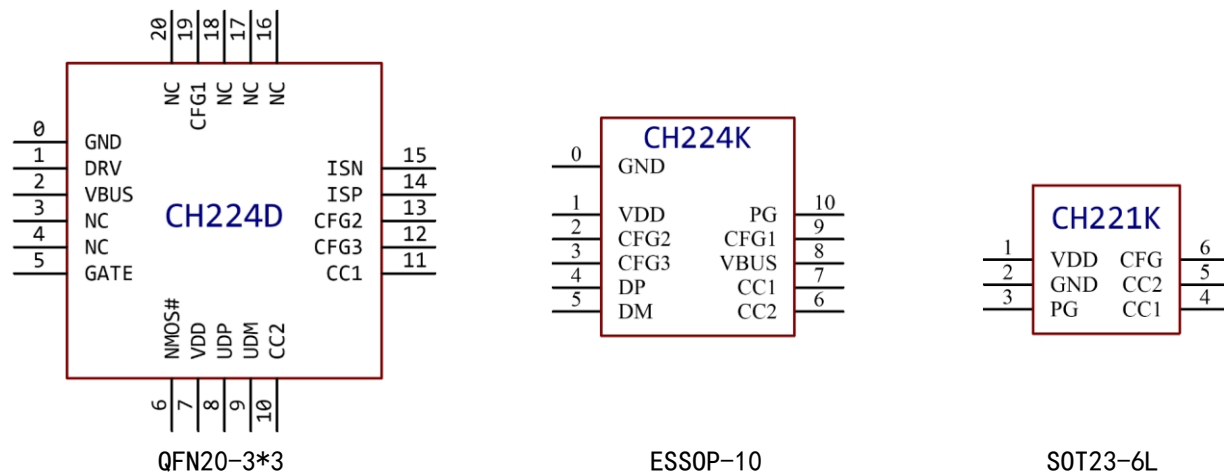 20 19 18 17 16
NC CFG1 NC NC NC
0 GND
1 DRV
2 VBUS
3 NC
4 NC
5 GATE
CH224D
ISN 15
ISP 14
CFG2 13
CFG3 12
CC1 11
NMOS# VDD UDP UDM CC2
6 7 8 9 10
QFN20-3*3
CH224K
0 GND
1 VDD PG 10
2 CFG2 CFG1 9
3 CFG3 VBUS 8
4 DP CC1 7
5 DM CC2 6
ESSOP-10
CH221K
1 VDD CFG 6
2 GND CC2 5
3 PG CC1 4
SOT23-6L